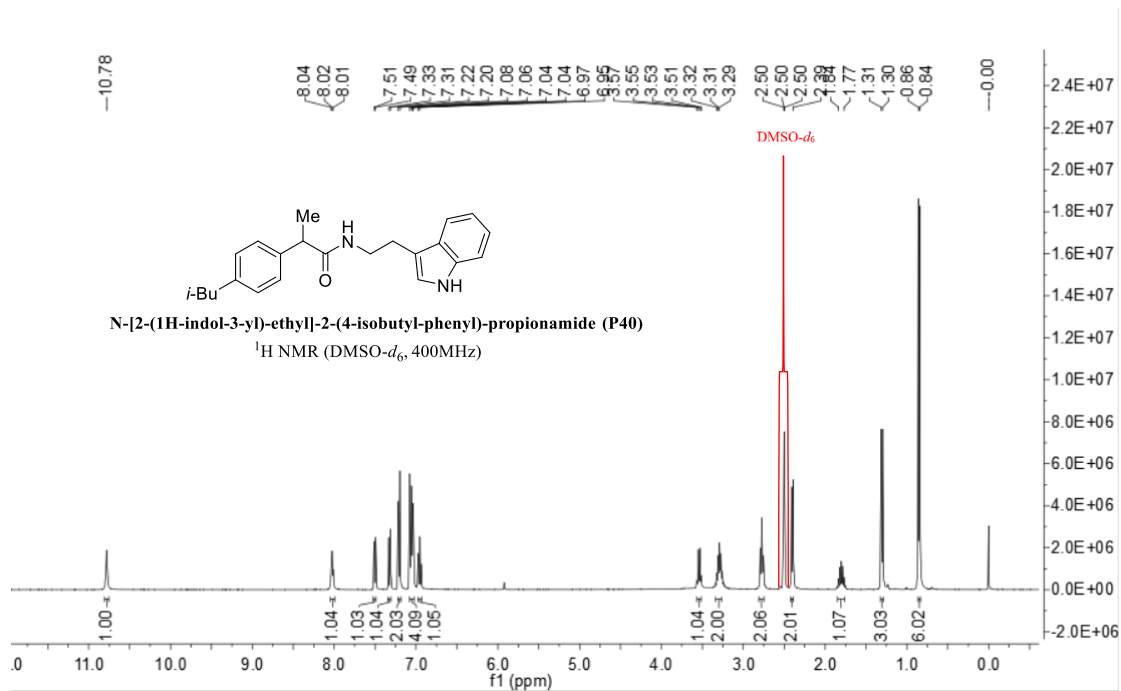 10.78
8.04
8.02
8.01
7.51
7.49
7.33
7.31
7.22
7.20
7.08
7.06
7.04
7.04
6.97
6.95
3.57
3.55
3.53
3.51
3.32
3.31
3.29
2.50
2.50
2.50
2.39
1.84
1.77
1.31
1.30
0.86
0.84
-0.00
DMSO-d6
Me
H
N
O
NH
i-Bu
N-[2-(1H-indol-3-yl)-ethyl]-2-(4-isobutyl-phenyl)-propionamide (P40)
1H NMR (DMSO-d6, 400MHz)
2.4E+07
2.2E+07
2.0E+07
1.8E+07
1.6E+07
1.4E+07
1.2E+07
1.0E+07
8.0E+06
6.0E+06
4.0E+06
2.0E+06
0.0E+00
-2.0E+06
1.00
1.04
1.03
1.04
2.03
4.09
1.05
1.04
2.00
2.06
2.01
1.07
3.03
6.02
.0 11.0 10.0 9.0 8.0 7.0 6.0 5.0 4.0 3.0 2.0 1.0 0.0
f1 (ppm)